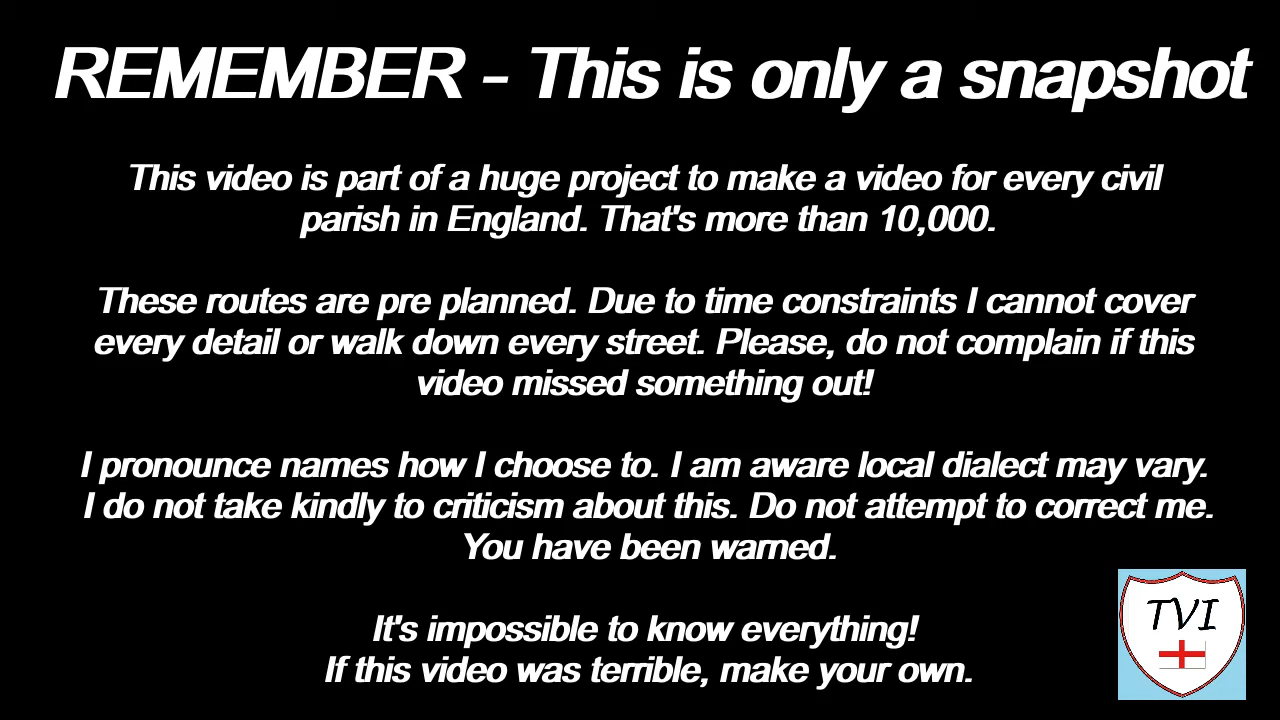 REMEMBER - This is only a snapshot
This video is part of a huge project to make a video for every civil
parish in England. That's more than 10,000.
These routes are pre planned. Due to time constraints I cannot cover
every detail or walk down every street. Please, do not complain if this
video missed something out!
I pronounce names how I choose to. I am aware local dialect may vary.
I do not take kindly to criticism about this. Do not attempt to correct me.
You have been warned.
It's impossible to know everything!
If this video was terrible, make your own.
TVI